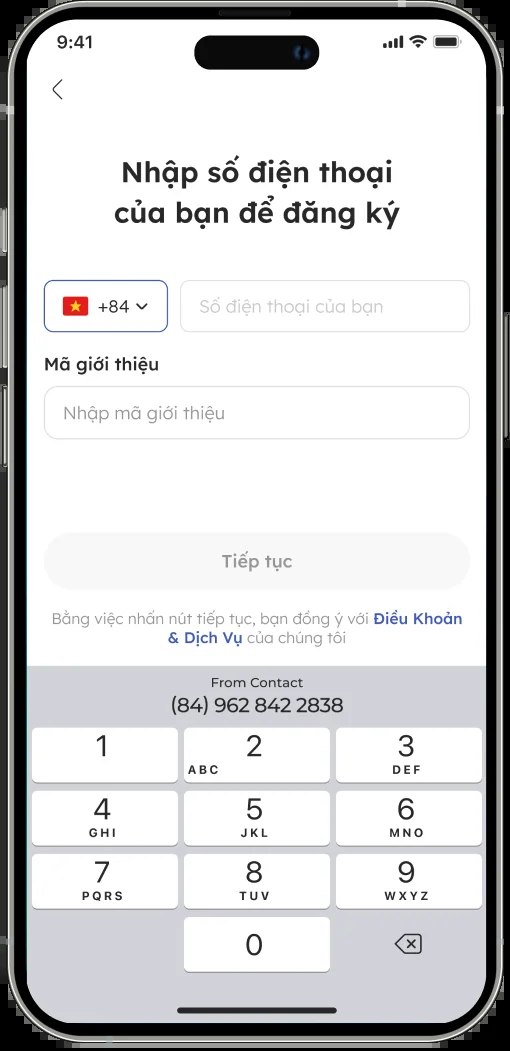 9:41
Nhập số điện thoại
của bạn để đăng ký
+84
Số điện thoại của bạn
Mã giới thiệu
Nhập mã giới thiệu
Tiếp tục
Bằng việc nhấn nút tiếp tục, bạn đồng ý với Điều Khoản
& Dịch Vụ của chúng tôi
From Contact
(84) 962 842 2838
1 2 3
ABC DEF
4 5 6
GHI JKL MNO
7 8 9
PQRS TUV WXYZ
0